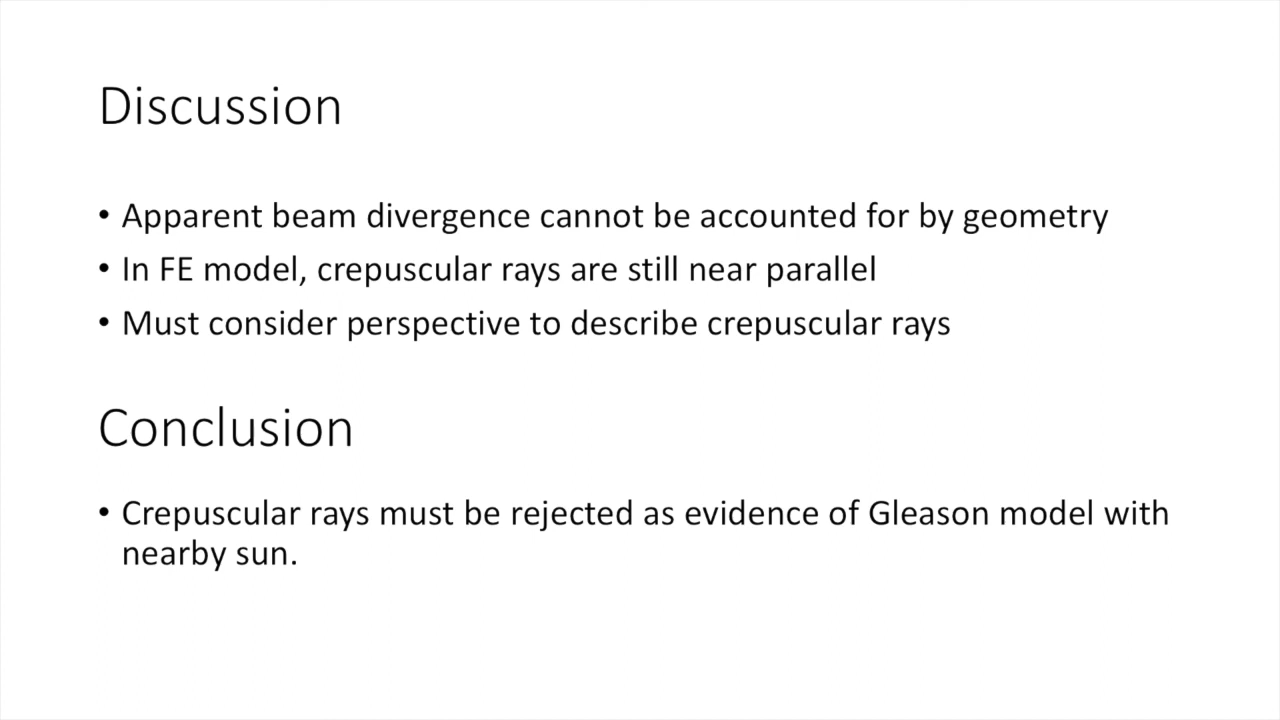 Discussion
• Apparent beam divergence cannot be accounted for by geometry
• In FE model, crepuscular rays are still near parallel
• Must consider perspective to describe crepuscular rays
Conclusion
• Crepuscular rays must be rejected as evidence of Gleason model with
nearby sun.